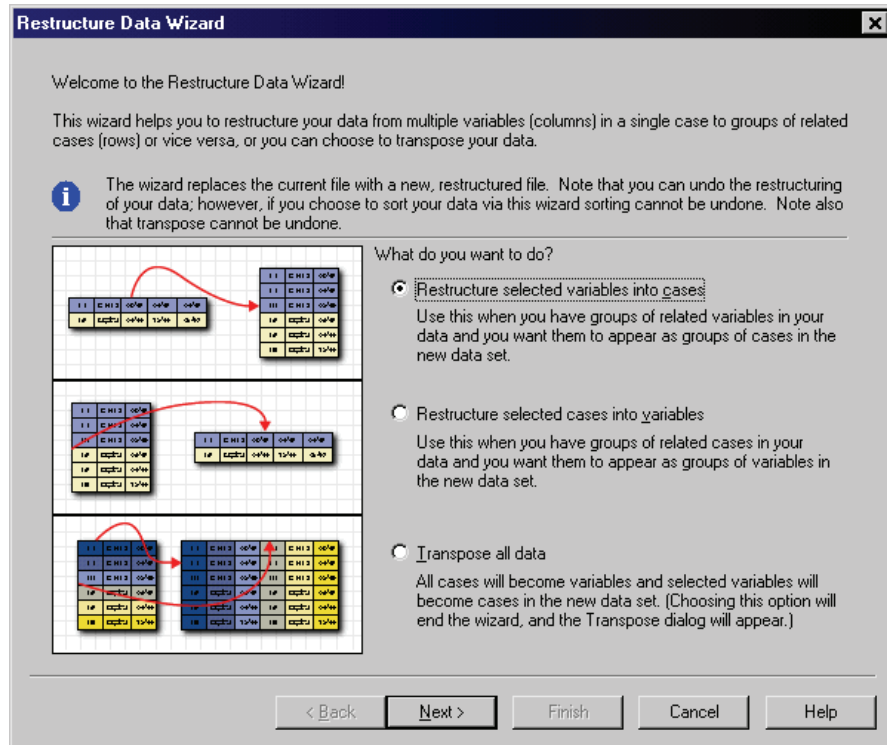 Restructure Data Wizard
Welcome to the Restructure Data Wizard!
This wizard helps you to restructure your data from multiple variables (columns) in a single case to groups of related
cases (rows) or vice versa, or you can choose to transpose your data.
The wizard replaces the current file with a new, restructured file. Note that you can undo the restructuring
of your data; however, if you choose to sort your data via this wizard sorting cannot be undone. Note also
that transpose cannot be undone.
What do you want to do?
Restructure selected variables into cases
Use this when you have groups of related variables in your
data and you want them to appear as groups of cases in the
new data set.
Restructure selected cases into variables
Use this when you have groups of related cases in your
data and you want them to appear as groups of variables in
the new data set.
Transpose all data
All cases will become variables and selected variables will
become cases in the new data set. (Choosing this option will
end the wizard, and the Transpose dialog will appear.)
< Back
Next >
Finish
Cancel
Help